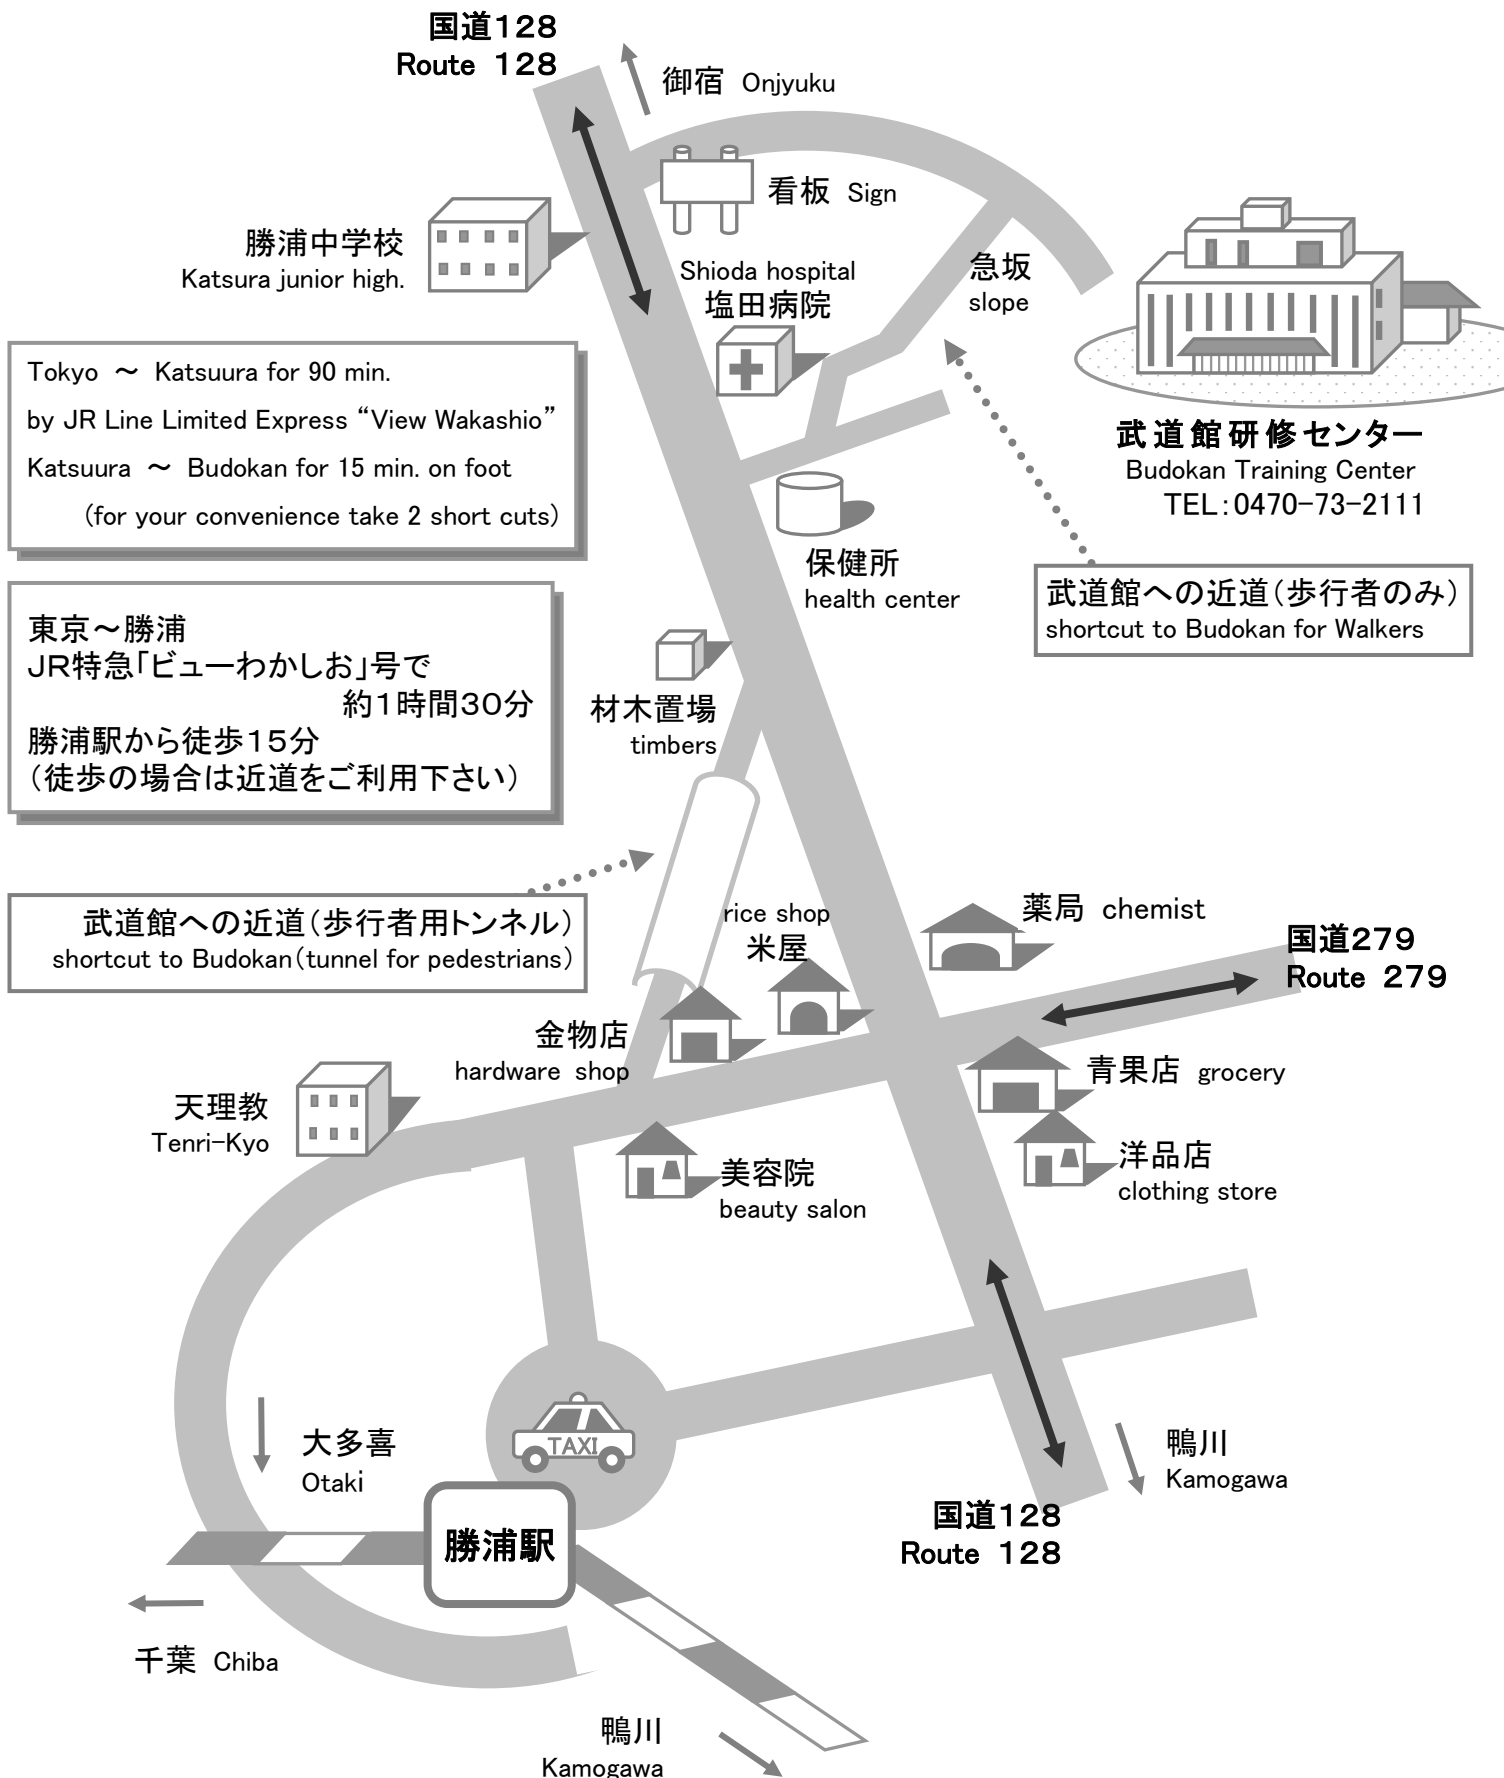 国道128
Route 128
御宿 Onjyuku
看板 Sign
勝浦中学校
Katsura junior high.
Shioda hospital
塩田病院
急坂
slope
Tokyo ～ Katsuura for 90 min.
by JR Line Limited Express “View Wakashio”
Katsuura ～ Budokan for 15 min. on foot
(for your convenience take 2 short cuts)
武道館研修センター
Budokan Training Center
TEL:0470-73-2111
保健所
health center
武道館への近道(歩行者のみ)
shortcut to Budokan for Walkers
東京～勝浦
JR特急「ビューわかしお」号で
約1時間30分
勝浦駅から徒歩15分
(徒歩の場合は近道をご利用下さい)
材木置場
timbers
武道館への近道(歩行者用トンネル)
shortcut to Budokan(tunnel for pedestrians)
rice shop
米屋
薬局 chemist
国道279
Route 279
金物店
hardware shop
青果店 grocery
天理教
Tenri-Kyo
美容院
beauty salon
洋品店
clothing store
TAXI
大多喜
Otaki
鴨川
Kamogawa
国道128
Route 128
勝浦駅
千葉 Chiba
鴨川
Kamogawa